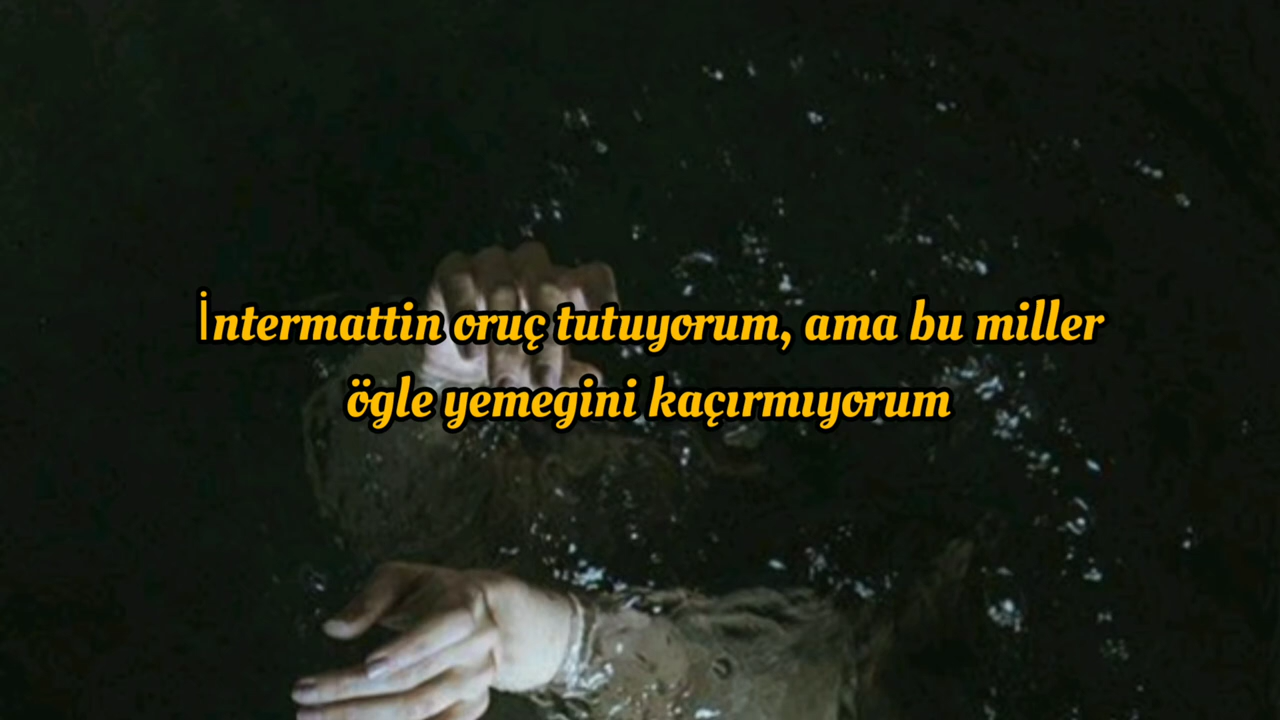 İntermattin oruç tutuyorum, ama bu miller
ögle yemegini kaçırmıyorum